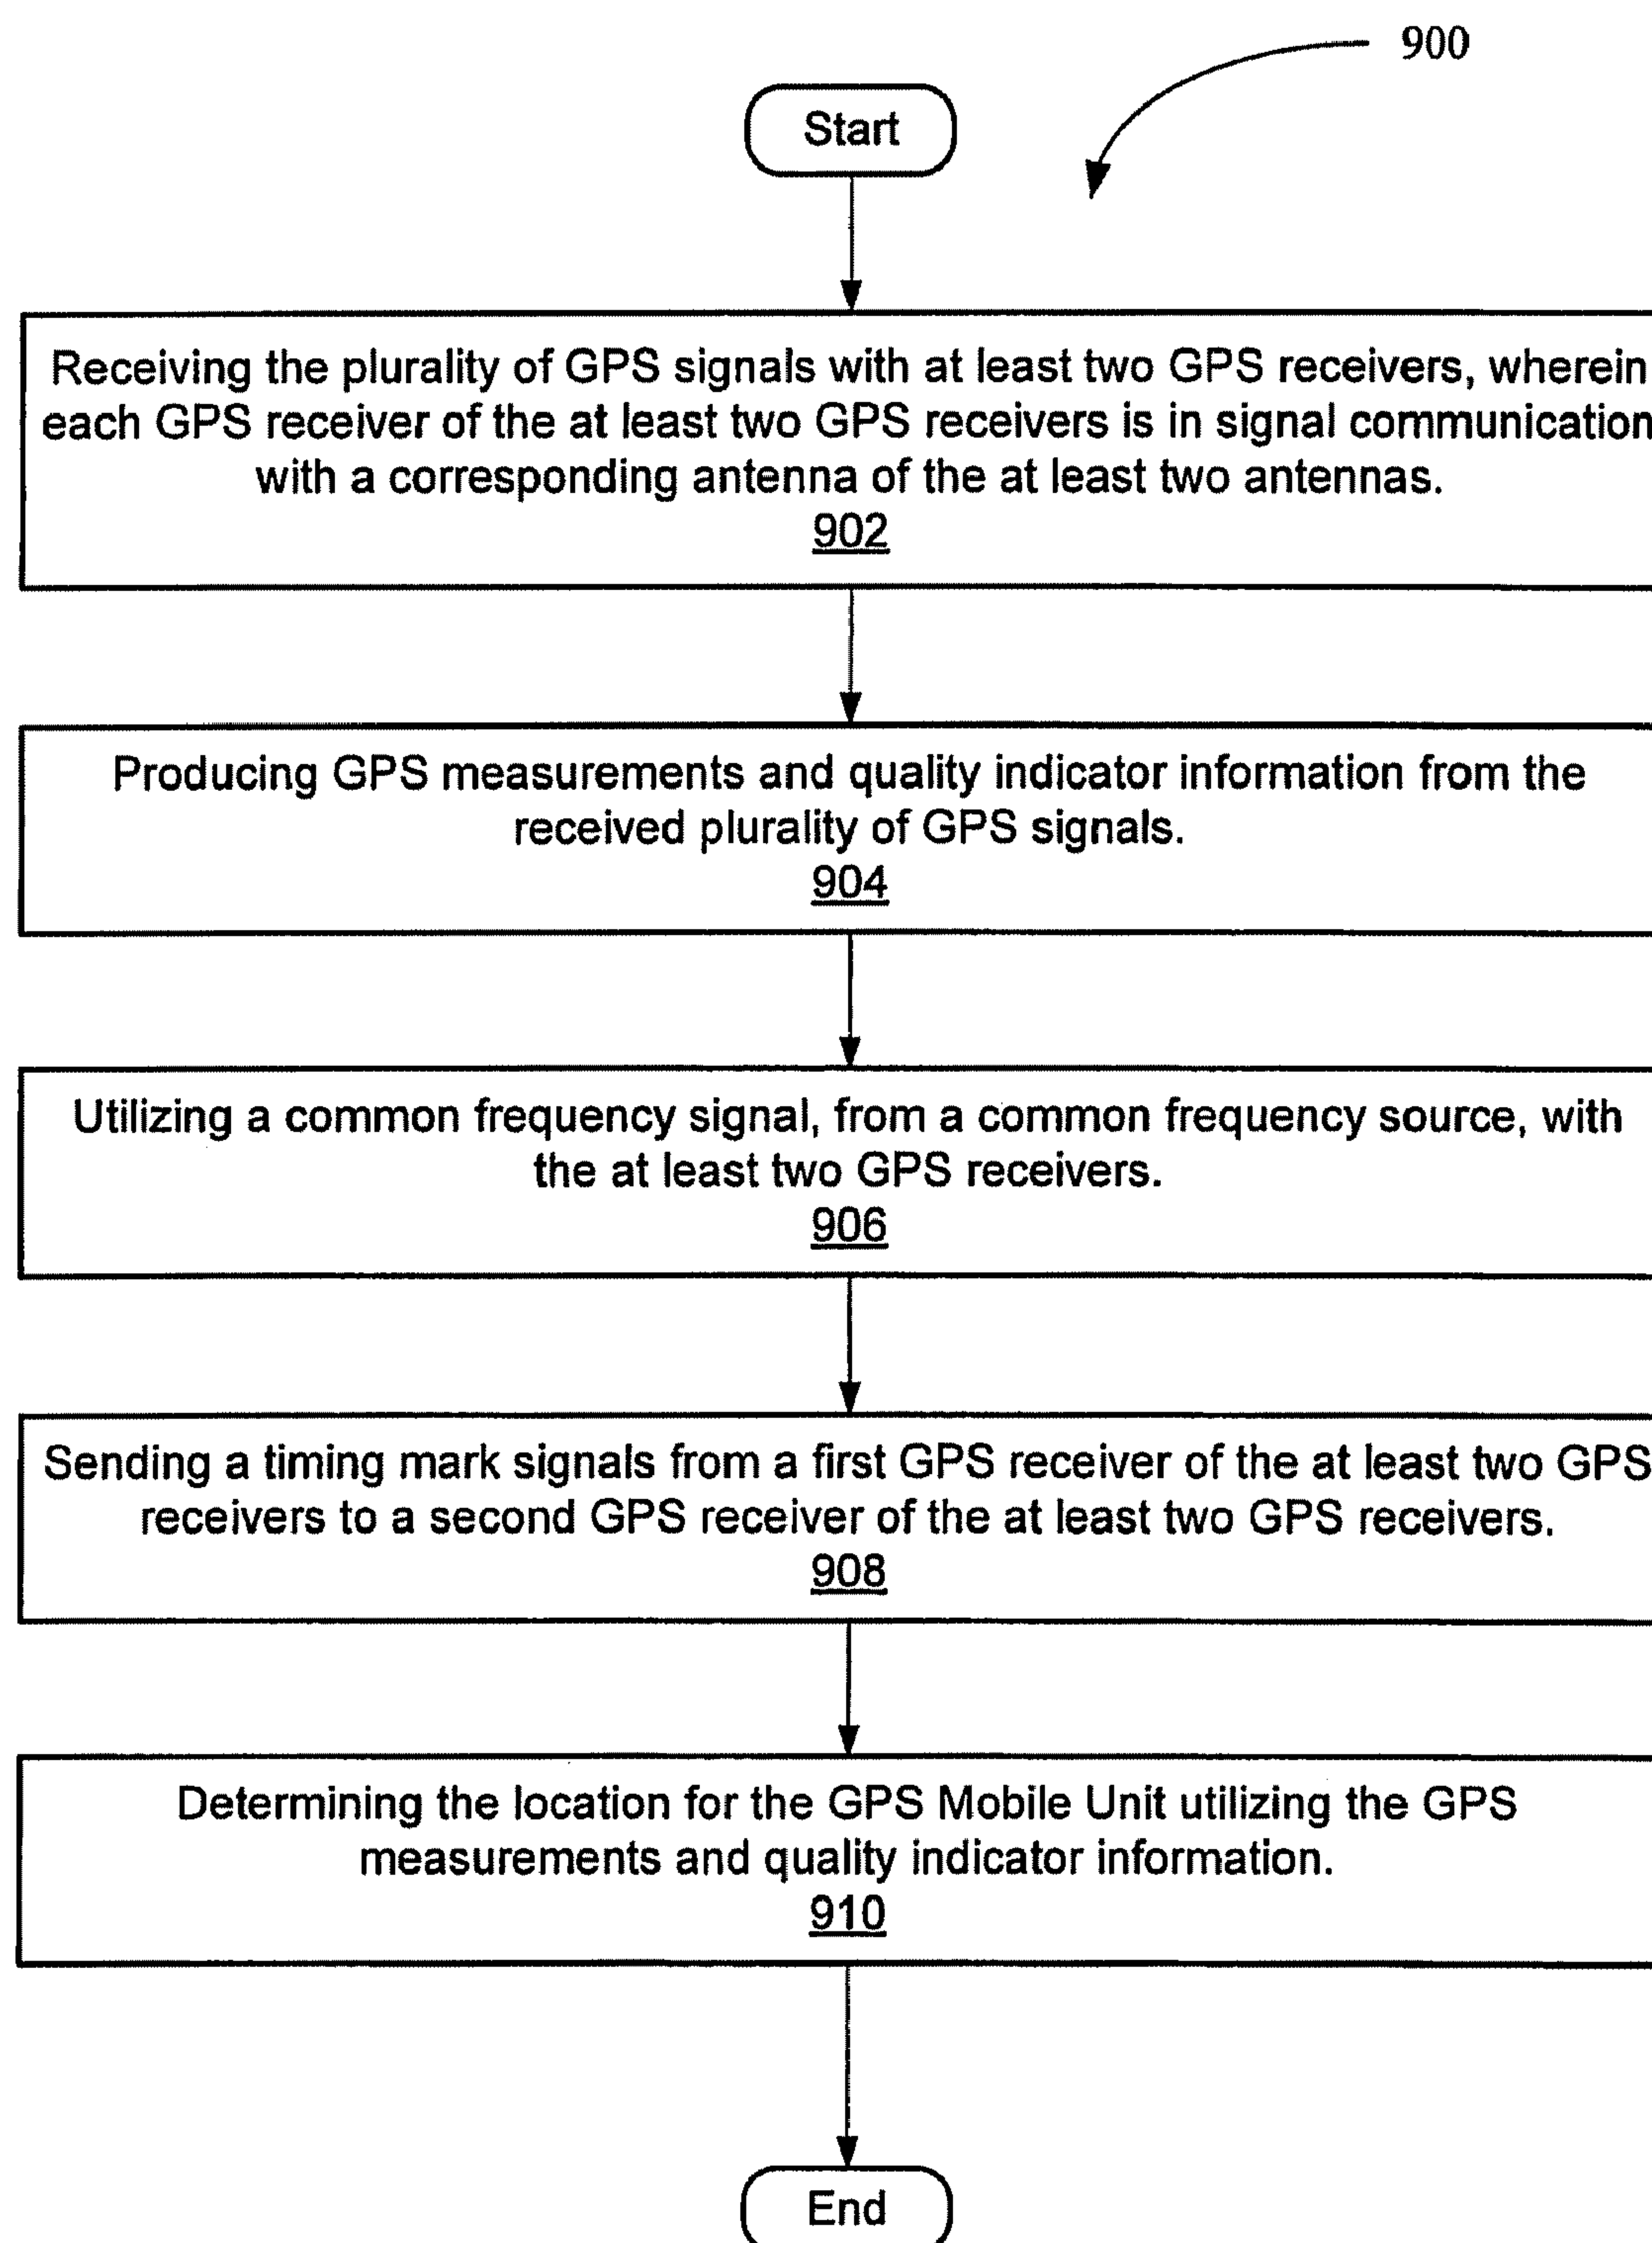 900
Start
Receiving the plurality of GPS signals with at least two GPS receivers, wherein
each GPS receiver of the at least two GPS receivers is in signal communication
with a corresponding antenna of the at least two antennas.
902
Producing GPS measurements and quality indicator information from the
received plurality of GPS signals.
904
Utilizing a common frequency signal, from a common frequency source, with
the at least two GPS receivers.
906
Sending a timing mark signals from a first GPS receiver of the at least two GPS
receivers to a second GPS receiver of the at least two GPS receivers.
908
Determining the location for the GPS Mobile Unit utilizing the GPS
measurements and quality indicator information.
910
End